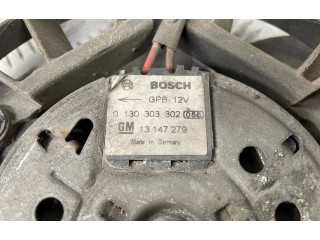 BOSCH
GPB, 12V
0 130 303 302
GM 13 147 279
Made in Germany